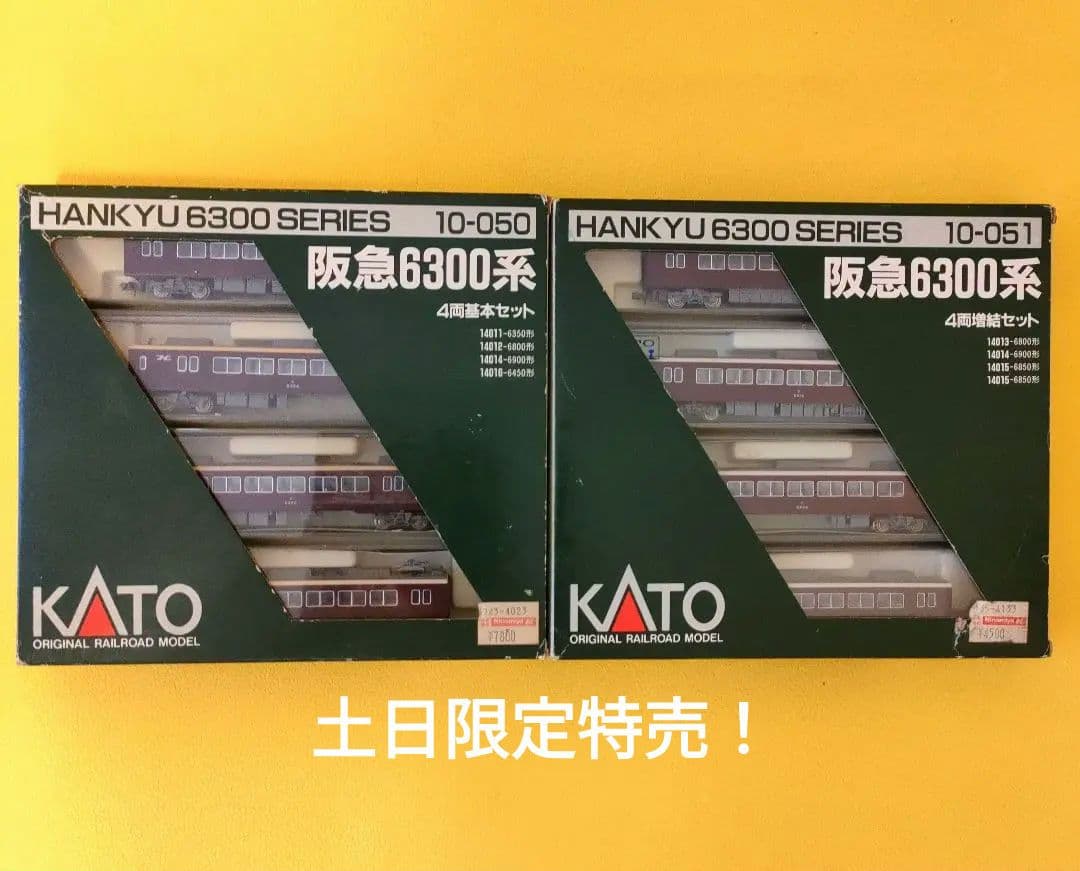 HANKYU 6300 SERIES 10-050
阪急6300系
4両基本セット
14011-6350形
14012-6800形
14014-6900形
14016-6450形
KATO
ORIGINAL RAILROAD MODEL
Ninomiya
¥7800
HANKYU 6300 SERIES 10-051
阪急6300系
4両増結セット
14013-6800形
14014-6900形
14015-6850形
14015-6850形
KATO
ORIGINAL RAILROAD MODEL
Ninomiya
¥4500
土日限定特売！